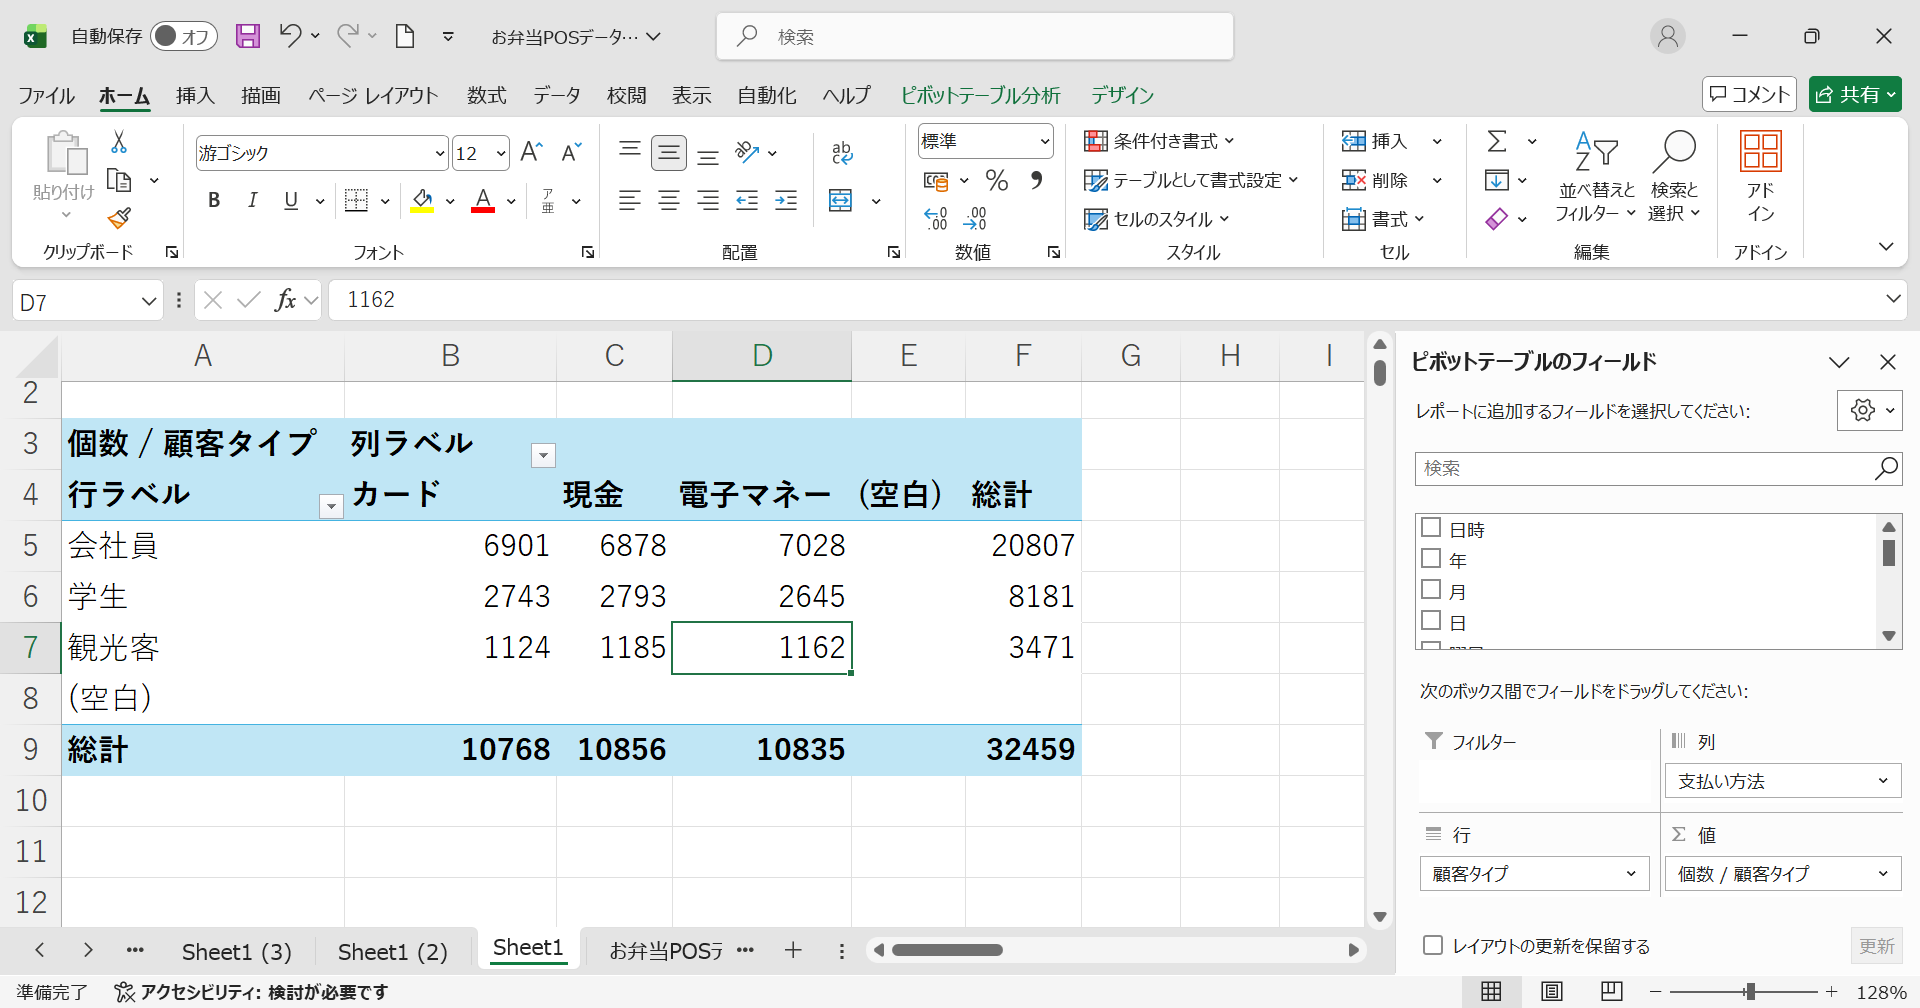 自動保存 オフ お弁当POSデータ… 検索
ファイル ホーム 挿入 描画 ページ レイアウト 数式 データ 校閲 表示 自動化 ヘルプ ピボットテーブル分析 デザイン コメント 共有
貼り付け
クリップボード
游ゴシック 12
B I U A ア亜
フォント
ab
配置
標準
% 9
←0 .00 .00 →0
数値
条件付き書式
テーブルとして書式設定
セルのスタイル
スタイル
挿入
削除
書式
セル
Σ
AZ
並べ替えと
フィルター
検索と
選択
編集
アド
イン
アドイン
D7 fx 1162
A B C D E F G H I
2
3 個数 / 顧客タイプ 列ラベル
4 行ラベル カード 現金 電子マネー (空白) 総計
5 会社員 6901 6878 7028 20807
6 学生 2743 2793 2645 8181
7 観光客 1124 1185 1162 3471
8 (空白)
9 総計 10768 10856 10835 32459
10
11
12
ピボットテーブルのフィールド
レポートに追加するフィールドを選択してください:
検索
日時
年
月
日
次のボックス間でフィールドをドラッグしてください:
フィルター
列
支払い方法
行
顧客タイプ
Σ 値
個数 / 顧客タイプ
レイアウトの更新を保留する 更新
… Sheet1 (3) Sheet1 (2) Sheet1 お弁当POSデ …
準備完了 アクセシビリティ: 検討が必要です 128%